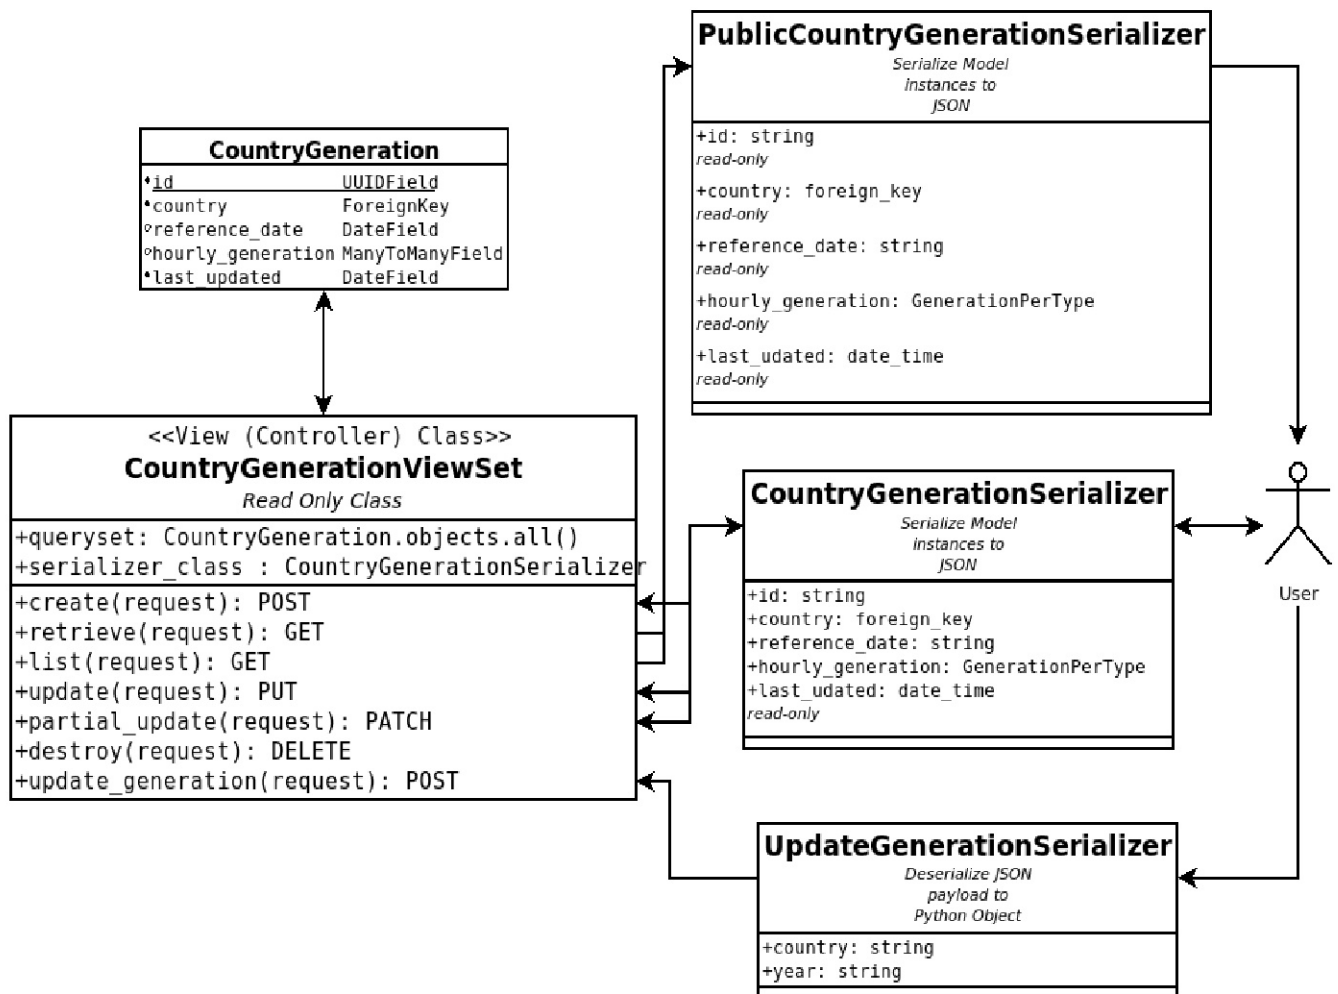 PublicCountryGenerationSerializer
Serialize Model
instances to
JSON
+id: string
read-only
+country: foreign_key
read-only
+reference_date: string
read-only
+hourly_generation: GenerationPerType
read-only
+last_udated: date_time
read-only
CountryGeneration
id UUIDField
country ForeignKey
reference_date DateField
hourly_generation ManyToManyField
last_updated DateField
<<View (Controller) Class>>
CountryGenerationViewSet
Read Only Class
+queryset: CountryGeneration.objects.all()
+serializer_class : CountryGenerationSerializer
+create(request): POST
+retrieve(request): GET
+list(request): GET
+update(request): PUT
+partial_update(request): PATCH
+destroy(request): DELETE
+update_generation(request): POST
CountryGenerationSerializer
Serialize Model
instances to
JSON
+id: string
+country: foreign_key
+reference_date: string
+hourly_generation: GenerationPerType
+last_udated: date_time
read-only
User
UpdateGenerationSerializer
Deserialize JSON
payload to
Python Object
+country: string
+year: string